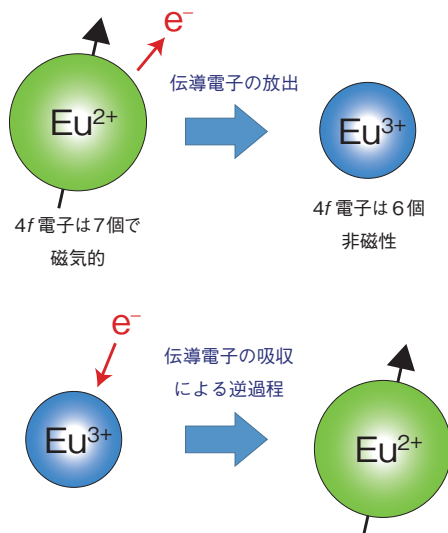 e⁻
伝導電子の放出
Eu²⁺
Eu³⁺
4f 電子は7個で
磁気的
4f 電子は6個
非磁性
e⁻
伝導電子の吸収
による逆過程
Eu³⁺
Eu²⁺